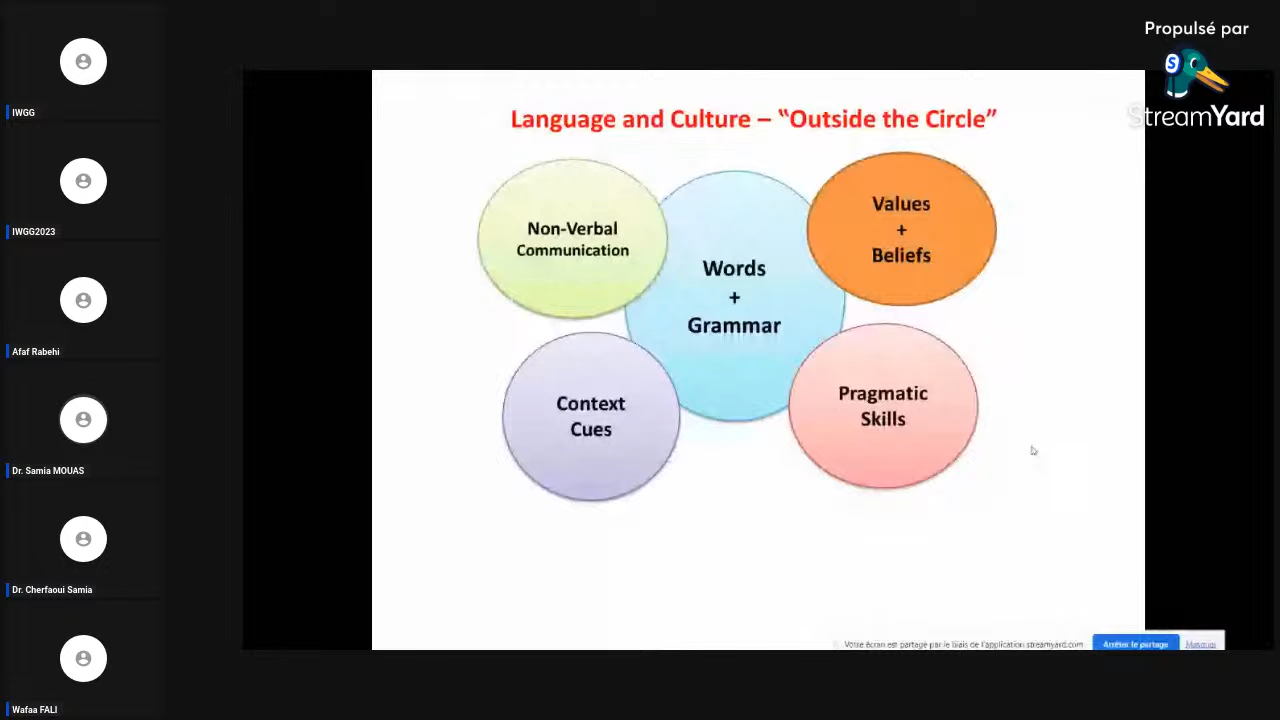 IWGG
IWGG2023
Afaf Rabehi
Dr. Samia MOUAS
Dr. Cherfaoui Samia
Wafaa FALI
Propulsé par
StreamYard
Language and Culture – “Outside the Circle”
Non-Verbal
Communication
Words
+
Grammar
Values
+
Beliefs
Context
Cues
Pragmatic
Skills
Votre écran est partagé par le biais de l'application streamyard.com.
Arrêter le partage
Masquer